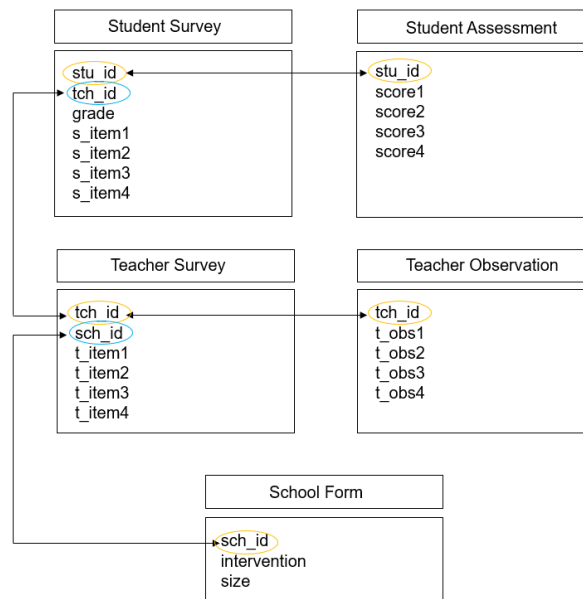 Student Survey
stu_id
tch_id
grade
s_item1
s_item2
s_item3
s_item4
Student Assessment
stu_id
score1
score2
score3
score4
Teacher Survey
tch_id
sch_id
t_item1
t_item2
t_item3
t_item4
Teacher Observation
tch_id
t_obs1
t_obs2
t_obs3
t_obs4
School Form
sch_id
intervention
size